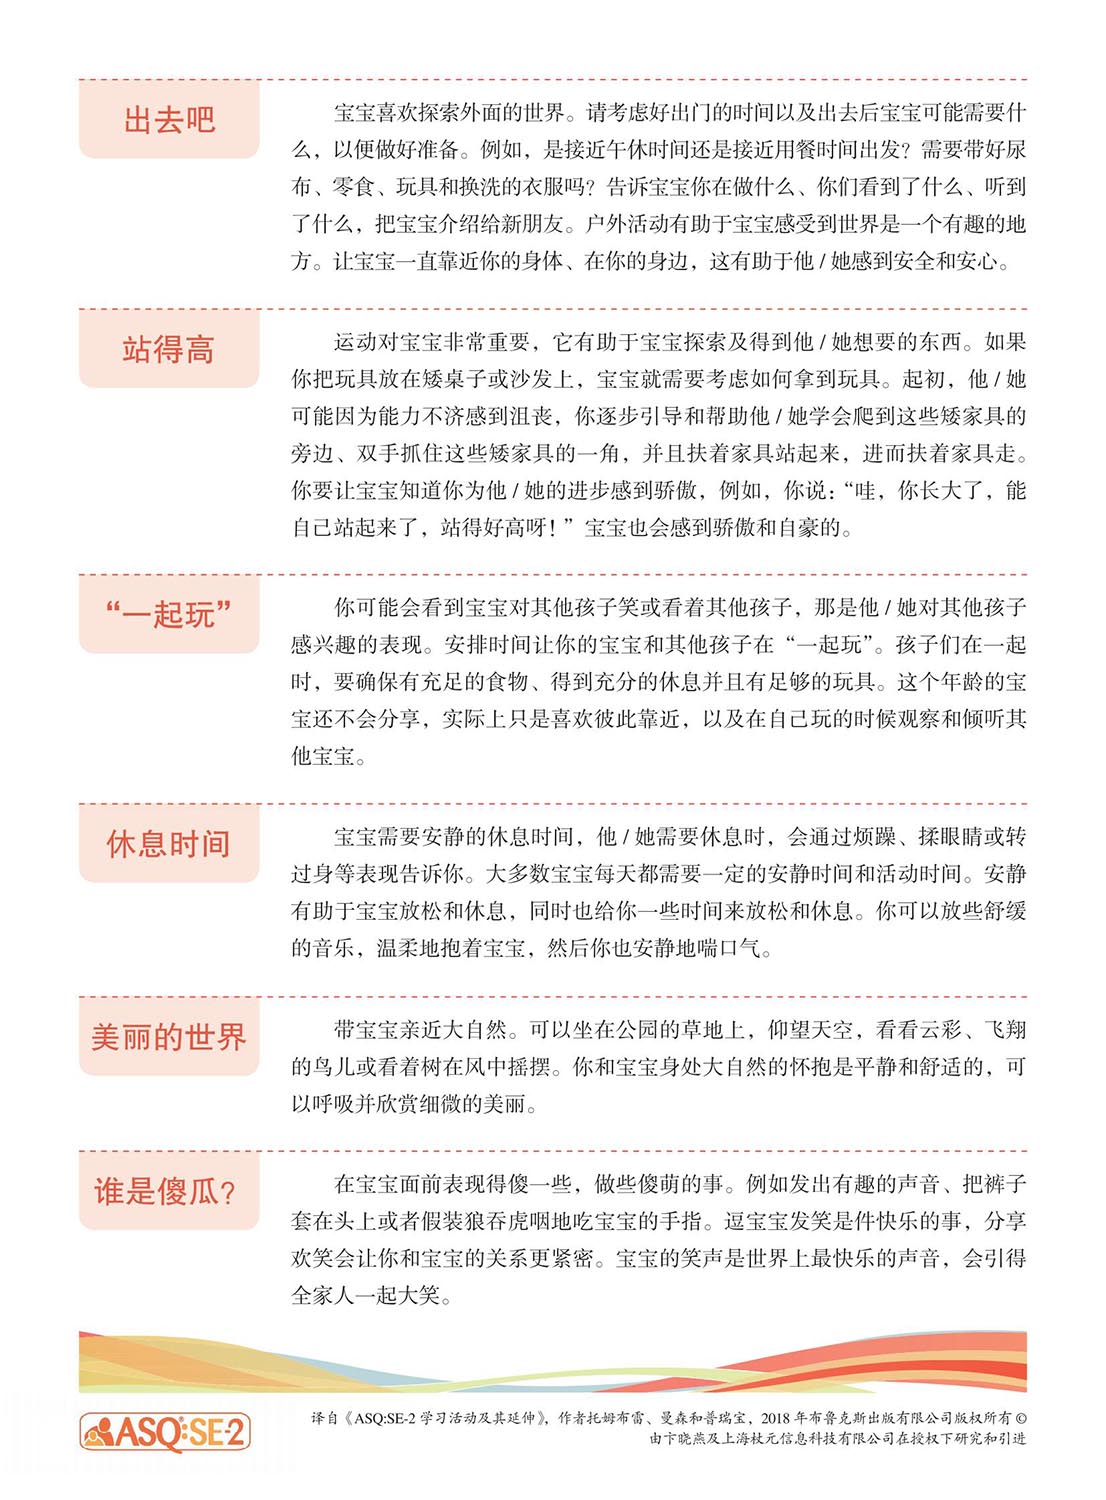 出去吧
宝宝喜欢探索外面的世界。请考虑好出门的时间以及出去后宝宝可能需要什
么，以便做好准备。例如，是接近午休时间还是接近用餐时间出发？需要带好尿
布、零食、玩具和换洗的衣服吗？告诉宝宝你在做什么、你们看到了什么、听到
了什么，把宝宝介绍给新朋友。户外活动有助于宝宝感受到世界是一个有趣的地
方。让宝宝一直靠近你的身体、在你的身边，这有助于他 / 她感到安全和安心。
站得高
运动对宝宝非常重要，它有助于宝宝探索及得到他 / 她想要的东西。如果
你把玩具放在矮桌子或沙发上，宝宝就需要考虑如何拿到玩具。起初，他 / 她
可能因为能力不济感到沮丧，你逐步引导和帮助他 / 她学会爬到这些矮家具的
旁边、双手抓住这些矮家具的一角，并且扶着家具站起来，进而扶着家具走。
你要让宝宝知道你为他 / 她的进步感到骄傲，例如，你说：“哇，你长大了，能
自己站起来了，站得好高呀！”宝宝也会感到骄傲和自豪的。
“一起玩”
你可能会看到宝宝对其他孩子笑或看着其他孩子，那是他 / 她对其他孩子
感兴趣的表现。安排时间让你的宝宝和其他孩子在“一起玩”。孩子们在一起
时，要确保有充足的食物、得到充分的休息并且有足够的玩具。这个年龄的宝
宝还不会分享，实际上只是喜欢彼此靠近，以及在自己玩的时候观察和倾听其
他宝宝。
休息时间
宝宝需要安静的休息时间，他 / 她需要休息时，会通过烦躁、揉眼睛或转
过身等表现告诉你。大多数宝宝每天都需要一定的安静时间和活动时间。安静
有助于宝宝放松和休息，同时也给你一些时间来放松和休息。你可以放些舒缓
的音乐，温柔地抱着宝宝，然后你也安静地喘口气。
美丽的世界
带宝宝亲近大自然。可以坐在公园的草地上，仰望天空，看看云彩、飞翔
的鸟儿或看着树在风中摇摆。你和宝宝身处大自然的怀抱是平静和舒适的，可
以呼吸并欣赏细微的美丽。
谁是傻瓜？
在宝宝面前表现得傻一些，做些傻萌的事。例如发出有趣的声音、把裤子
套在头上或者假装狼吞虎咽地吃宝宝的手指。逗宝宝发笑是件快乐的事，分享
欢笑会让你和宝宝的关系更紧密。宝宝的笑声是世界上最快乐的声音，会引得
全家人一起大笑。
ASQ:SE-2
译自《ASQ:SE-2 学习活动及其延伸》，作者托姆布雷、曼森和普瑞宝，2018 年布鲁克斯出版有限公司版权所有 ©
由卞晓燕及上海杖元信息科技有限公司在授权下研究和引进